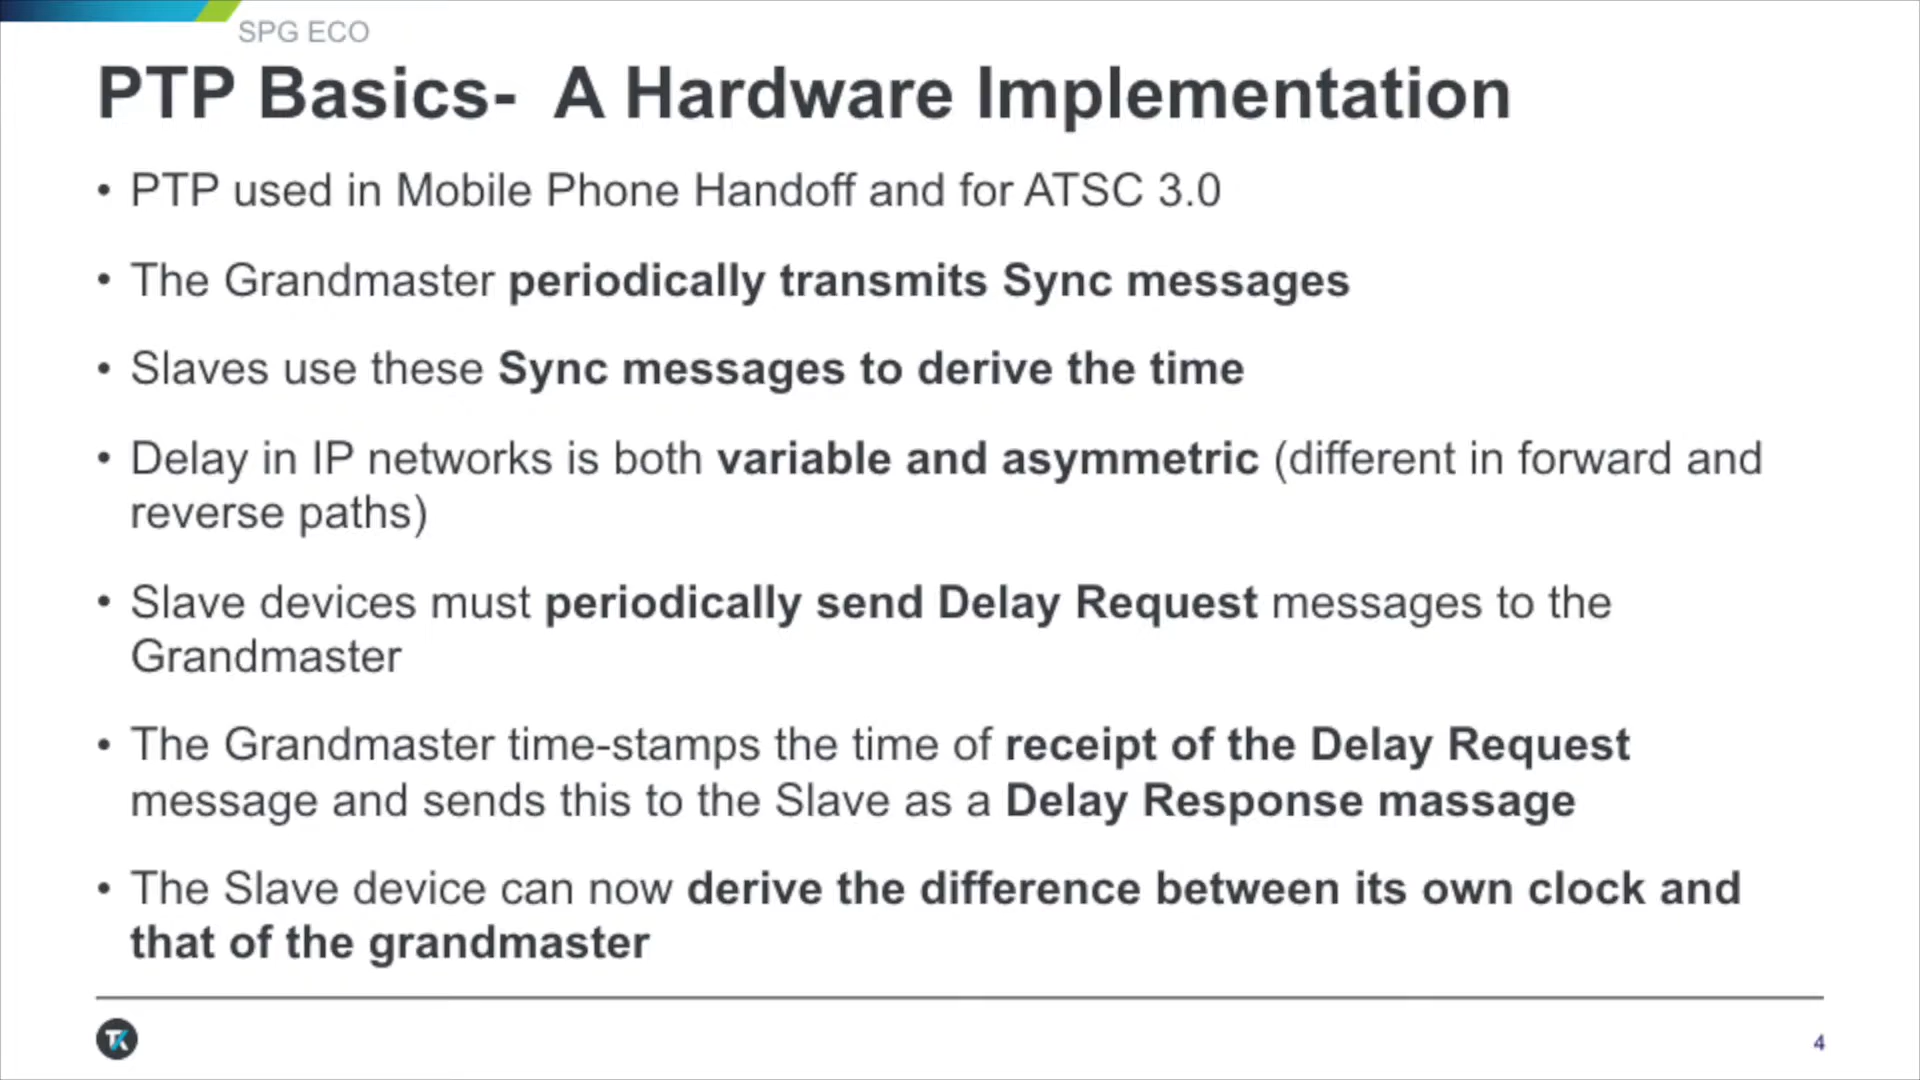 SPG ECO
PTP Basics-  A Hardware Implementation
• PTP used in Mobile Phone Handoff and for ATSC 3.0
• The Grandmaster periodically transmits Sync messages
• Slaves use these Sync messages to derive the time
• Delay in IP networks is both variable and asymmetric (different in forward and
reverse paths)
• Slave devices must periodically send Delay Request messages to the
Grandmaster
• The Grandmaster time-stamps the time of receipt of the Delay Request
message and sends this to the Slave as a Delay Response massage
• The Slave device can now derive the difference between its own clock and
that of the grandmaster
TK
4